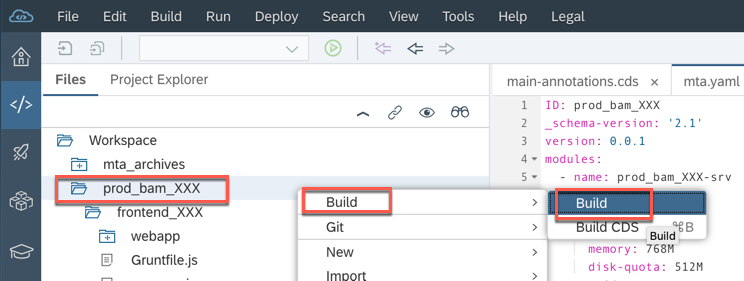 File Edit Build Run Deploy Search View Tools Help Legal
Files Project Explorer
main-annotations.cds × mta.yaml
Workspace
mta_archives
prod_bam_XXX
frontend_XXX
webapp
Gruntfile.js
Build
Git
New
Import
Build
Build CDS ⌘B
Build
1 ID: prod_bam_XXX
2 _schema-version: '2.1'
3 version: 0.0.1
4 modules:
5 - name: prod_bam_XXX-srv
memory: 768M
disk-quota: 512M